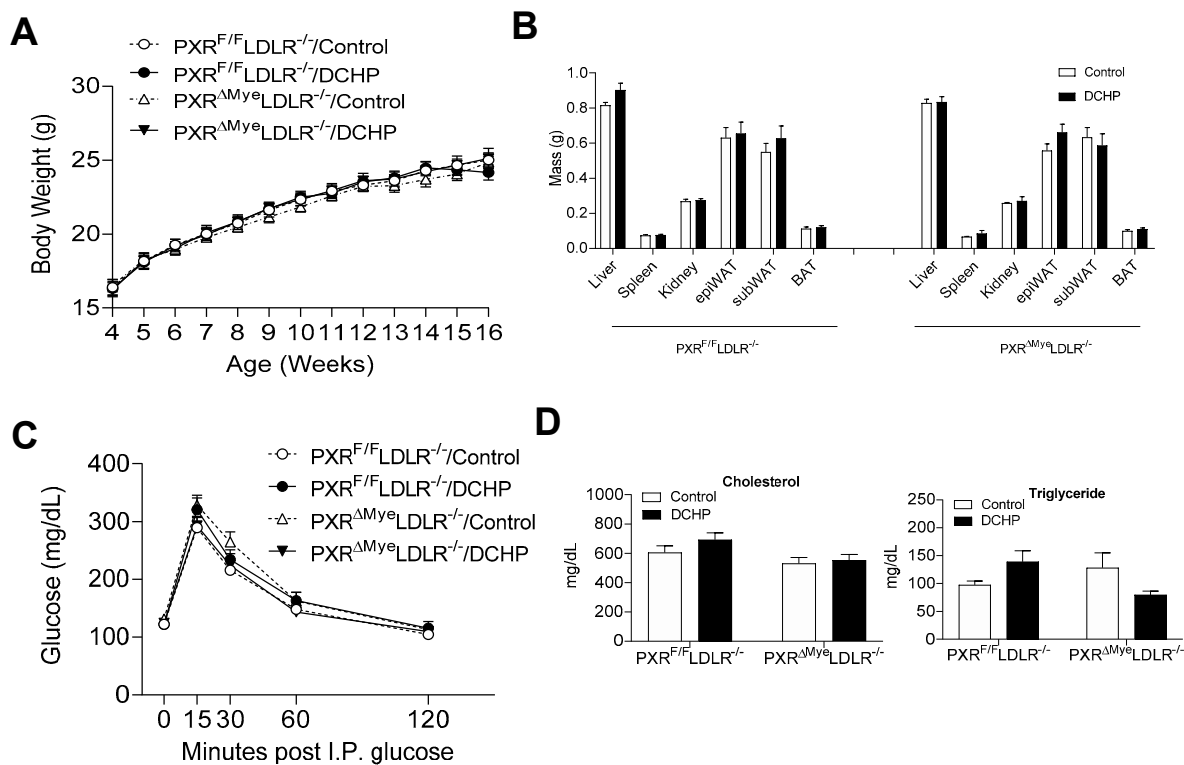 A
PXR^F/F LDLR^-/-/Control
PXR^F/F LDLR^-/-/DCHP
PXR^ΔMye LDLR^-/-/Control
PXR^ΔMye LDLR^-/-/DCHP
Body Weight (g)
30
25
20
15
4 5 6 7 8 9 10 11 12 13 14 15 16
Age (Weeks)
B
Control
DCHP
Mass (g)
1.0
0.8
0.6
0.4
0.2
0.0
Liver Spleen Kidney epiWAT subWAT BAT Liver Spleen Kidney epiWAT subWAT BAT
PXR^F/F LDLR^-/- PXR^ΔMye LDLR^-/-
C
PXR^F/F LDLR^-/-/Control
PXR^F/F LDLR^-/-/DCHP
PXR^ΔMye LDLR^-/-/Control
PXR^ΔMye LDLR^-/-/DCHP
Glucose (mg/dL)
400
300
200
100
0
0 15 30 60 120
Minutes post I.P. glucose
D
Cholesterol
Control
DCHP
mg/dL
1000
800
600
400
200
0
PXR^F/F LDLR^-/- PXR^ΔMye LDLR^-/-
Triglyceride
Control
DCHP
mg/dL
250
200
150
100
50
0
PXR^F/F LDLR^-/- PXR^ΔMye LDLR^-/-